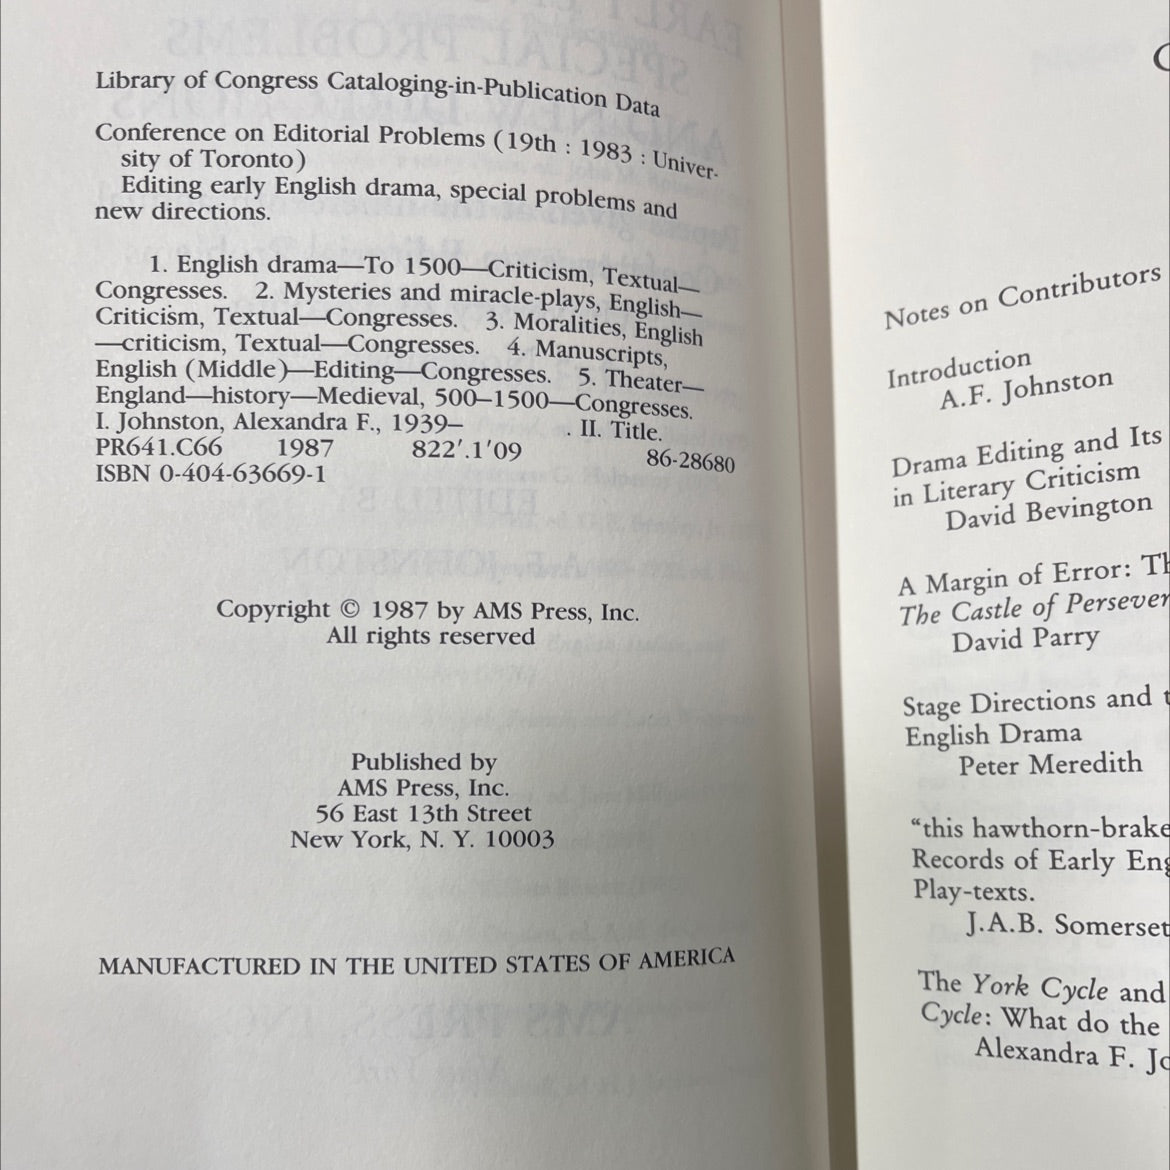 Library of Congress Cataloging-in-Publication Data
Conference on Editorial Problems (19th : 1983 : Univer-
sity of Toronto)
Editing early English drama, special problems and
new directions.
1. English drama—To 1500—Criticism, Textual—
Congresses. 2. Mysteries and miracle-plays, English—
Criticism, Textual—Congresses. 3. Moralities, English
—criticism, Textual—Congresses. 4. Manuscripts,
English (Middle)—Editing—Congresses. 5. Theater—
England—history—Medieval, 500–1500—Congresses.
I. Johnston, Alexandra F., 1939– . II. Title.
PR641.C66 1987 822′.1′09 86-28680
ISBN 0-404-63669-1
Copyright © 1987 by AMS Press, Inc.
All rights reserved
Published by
AMS Press, Inc.
56 East 13th Street
New York, N. Y. 10003
MANUFACTURED IN THE UNITED STATES OF AMERICA
Notes on Contributors
Introduction
A.F. Johnston
Drama Editing and Its
in Literary Criticism
David Bevington
A Margin of Error:
The Castle of
David Parry
Stage Directions and
English Drama
Peter Meredith
“this hawthorn-brake
Records of Early
Play-texts.
J.A.B. Somerset
The York Cycle and
Cycle: What do the
Alexandra F.